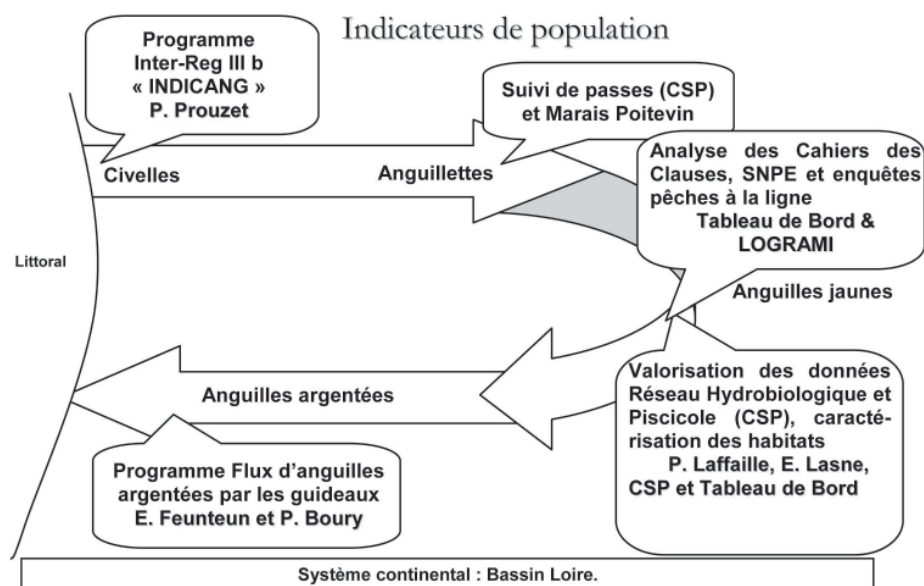 Indicateurs de population
Programme
Inter-Reg III b
« INDICANG »
P. Prouzet
Suivi de passes (CSP)
et Marais Poitevin
Civelles
Anguillettes
Analyse des Cahiers des
Clauses, SNPE et enquêtes
pêches à la ligne
Tableau de Bord &
LOGRAMI
Littoral
Anguilles jaunes
Anguilles argentées
Valorisation des données
Réseau Hydrobiologique et
Piscicole (CSP), caracté-
risation des habitats
P. Laffaille, E. Lasne,
CSP et Tableau de Bord
Programme Flux d'anguilles
argentées par les guideaux
E. Feunteun et P. Boury
Système continental : Bassin Loire.